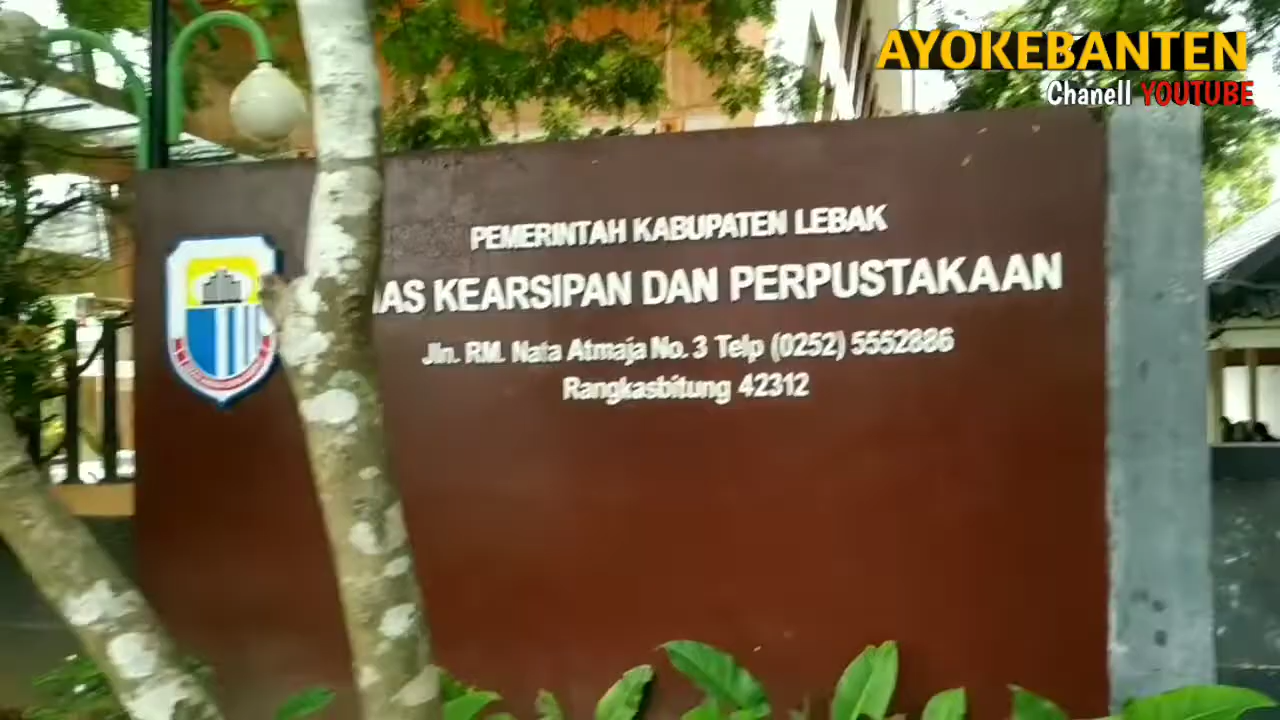 AYOKEBANTEN
Chanell YOUTUBE
PEMERINTAH KABUPATEN LEBAK
KEARSIPAN DAN PERPUSTAKAAN
Jln. RM. Nata Atmaja No. 3 Telp (0252) 5552886
Rangkasbitung 42312